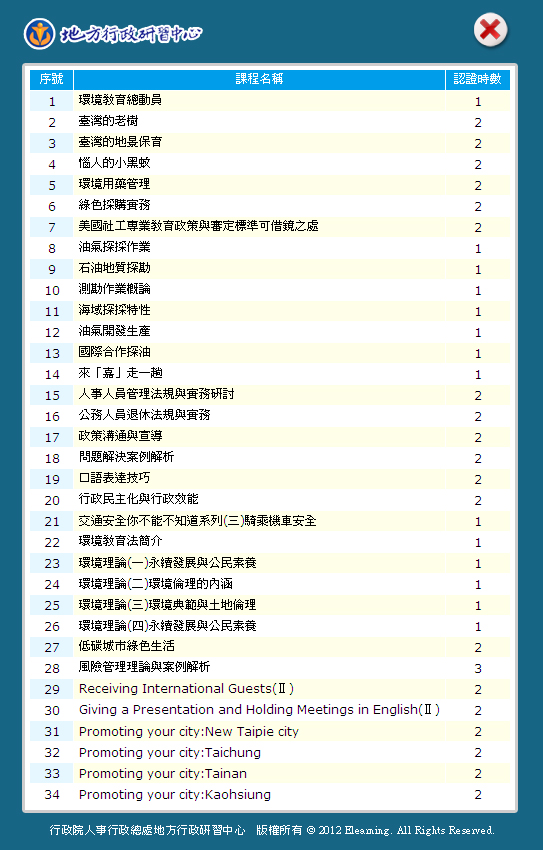 地方行政研習中心
序號 課程名稱 認證時數
1 環境教育總動員 1
2 臺灣的老樹 2
3 臺灣的地景保育 2
4 惱人的小黑蚊 2
5 環境用藥管理 2
6 綠色採購實務 2
7 美國社工專業教育政策與審定標準可借鏡之處 2
8 油氣探採作業 1
9 石油地質探勘 1
10 測勘作業概論 1
11 海域探採特性 1
12 油氣開發生產 1
13 國際合作探油 1
14 來「嘉」走一趟 1
15 人事人員管理法規與實務研討 2
16 公務人員退休法規與實務 2
17 政策溝通與宣導 2
18 問題解決案例解析 2
19 口語表達技巧 2
20 行政民主化與行政效能 2
21 交通安全你不能不知道系列(三)騎乘機車安全 1
22 環境教育法簡介 1
23 環境理論(一)永續發展與公民素養 1
24 環境理論(二)環境倫理的內涵 1
25 環境理論(三)環境典範與土地倫理 1
26 環境理論(四)永續發展與公民素養 1
27 低碳城市綠色生活 2
28 風險管理理論與案例解析 3
29 Receiving International Guests(Ⅱ) 2
30 Giving a Presentation and Holding Meetings in English(Ⅱ) 2
31 Promoting your city:New Taipie city 2
32 Promoting your city:Taichung 2
33 Promoting your city:Tainan 2
34 Promoting your city:Kaohsiung 2
行政院人事行政總處地方行政研習中心 版權所有 © 2012 Elearning. All Rights Reserved.